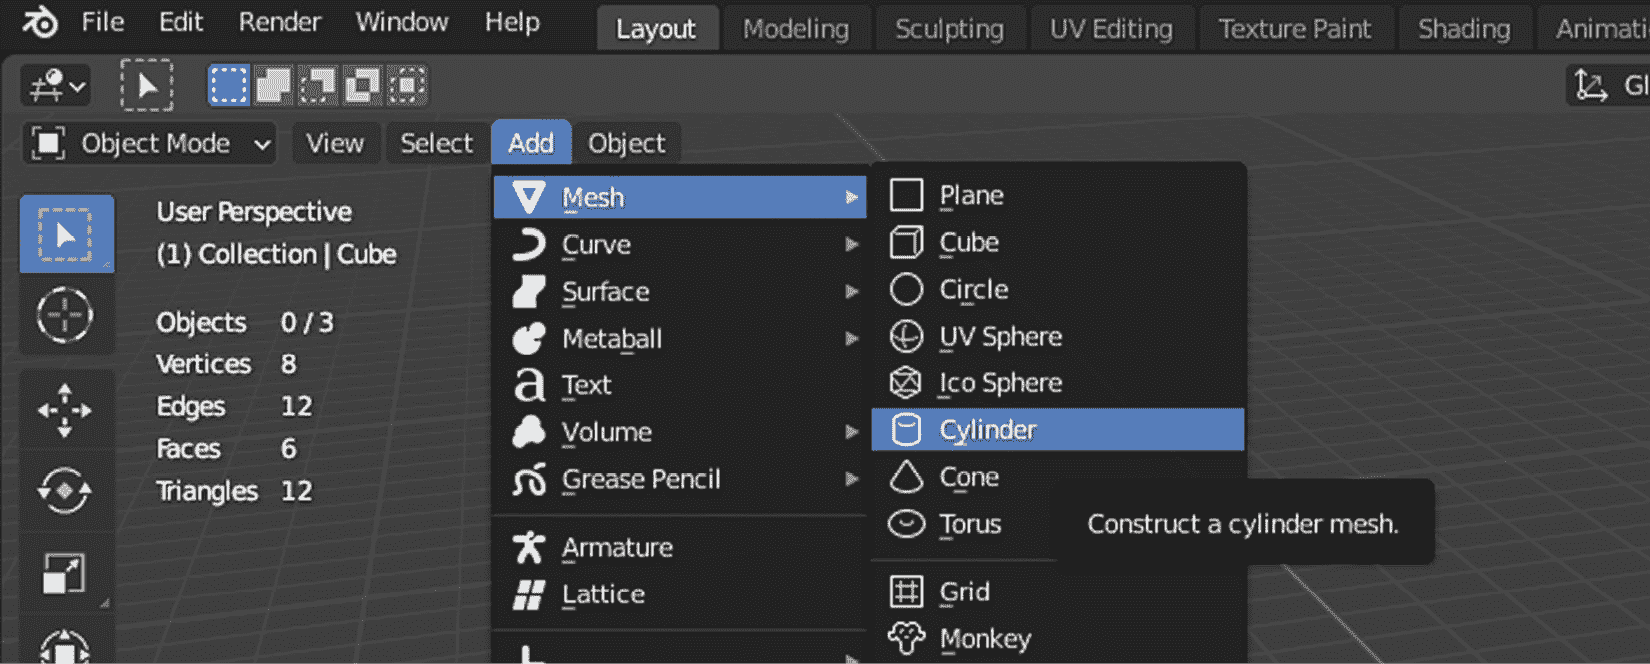 File Edit Render Window Help Layout Modeling Sculpting UV Editing Texture Paint Shading Animati
Gl
Object Mode View Select Add Object
User Perspective
(1) Collection | Cube
Objects 0 / 3
Vertices 8
Edges 12
Faces 6
Triangles 12
Mesh
Curve
Surface
Metaball
Text
Volume
Grease Pencil
Armature
Lattice
Plane
Cube
Circle
UV Sphere
Ico Sphere
Cylinder
Cone
Torus
Construct a cylinder mesh.
Grid
Monkey